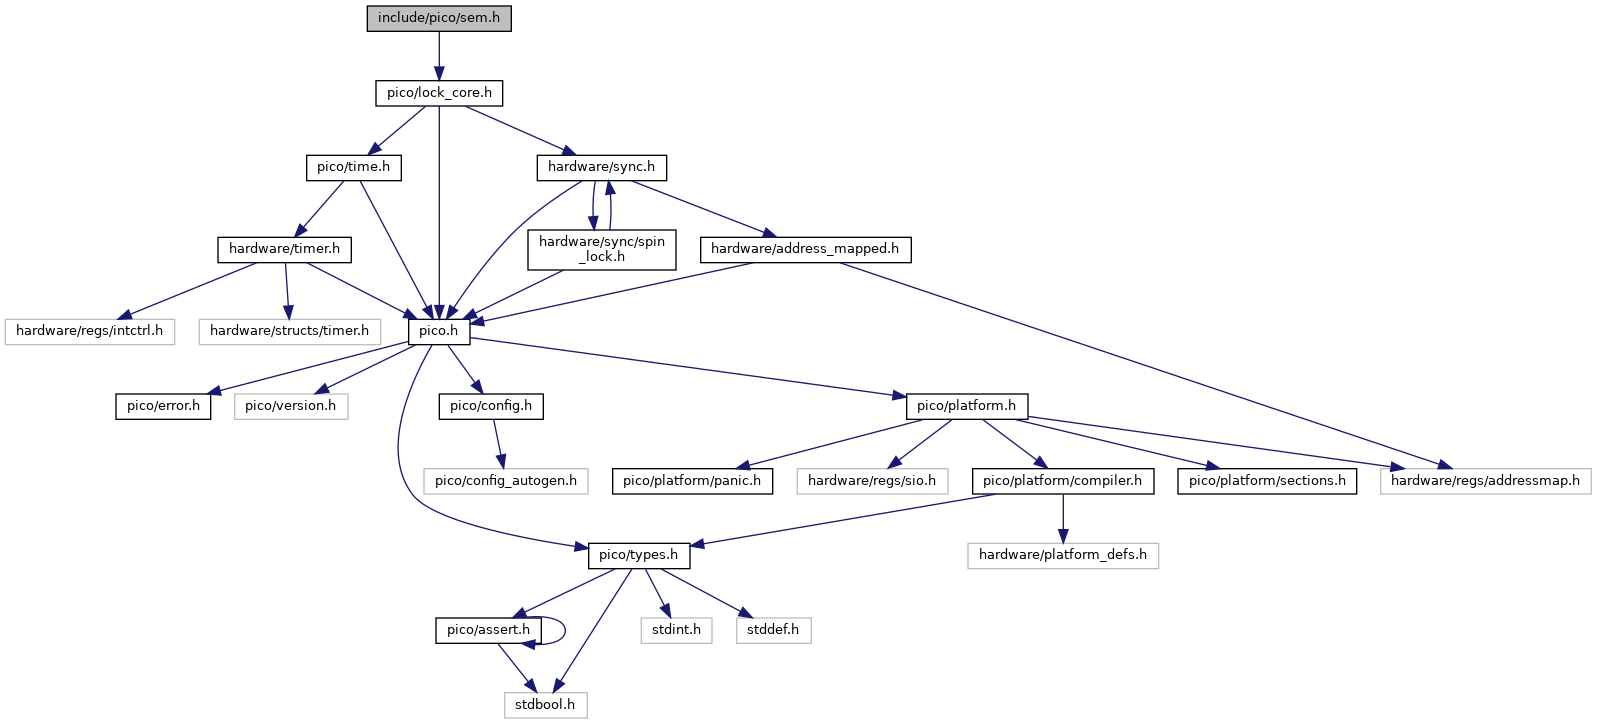 include/pico/sem.h
pico/lock_core.h
pico/time.h
hardware/sync.h
hardware/timer.h
hardware/sync/spin
_lock.h
hardware/address_mapped.h
hardware/regs/intctrl.h
hardware/structs/timer.h
pico.h
pico/error.h
pico/version.h
pico/config.h
pico/platform.h
pico/config_autogen.h
pico/platform/panic.h
hardware/regs/sio.h
pico/platform/compiler.h
pico/platform/sections.h
hardware/regs/addressmap.h
pico/types.h
hardware/platform_defs.h
pico/assert.h
stdint.h
stddef.h
stdbool.h